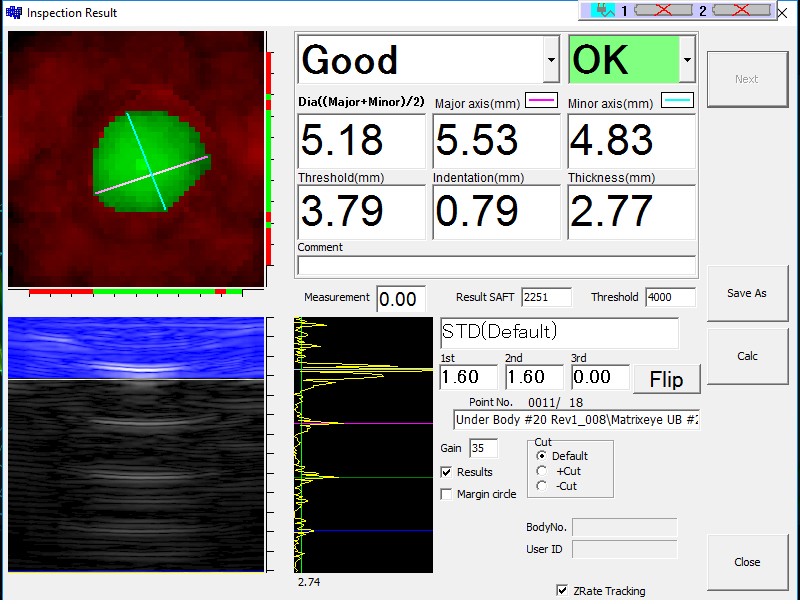 Inspection Result
1 2
Good OK
Next
Dia((Major+Minor)/2) Major axis(mm) Minor axis(mm)
5.18 5.53 4.83
Threshold(mm) Indentation(mm) Thickness(mm)
3.79 0.79 2.77
Comment
Measurement 0.00 Result SAFT 2251 Threshold 4000
Save As
STD(Default)
1st 2nd 3rd
1.60 1.60 0.00 Flip
Calc
Point No. 0011/ 18
Under Body #20 Rev1_008\Matrixeye UB #2
Gain 35
Cut
Default
+Cut
-Cut
Results
Margin circle
BodyNo.
User ID
Close
2.74
ZRate Tracking